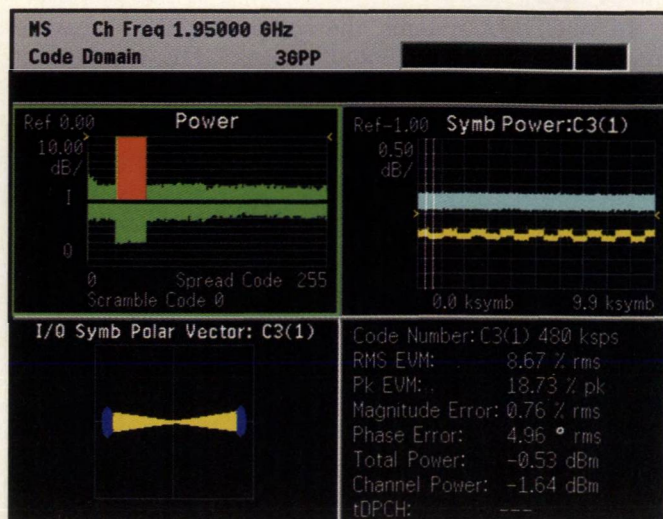 MS Ch Freq 1.95000 GHz
Code Domain 3GPP
Ref 0.00 Power
10.00
dB/
I
Q
0 Spread Code 255
Scramble Code 0
Ref-1.00 Symb Power:C3(1)
0.50
dB/
0.0 ksymb 9.9 ksymb
I/Q Symb Polar Vector: C3(1)
Code Number: C3(1) 480 ksps
RMS EVM: 8.67 % rms
Pk EVM: 18.73 % pk
Magnitude Error: 0.76 % rms
Phase Error: 4.96 ° rms
Total Power: -0.53 dBm
Channel Power: -1.64 dBm
tDPCH: ---